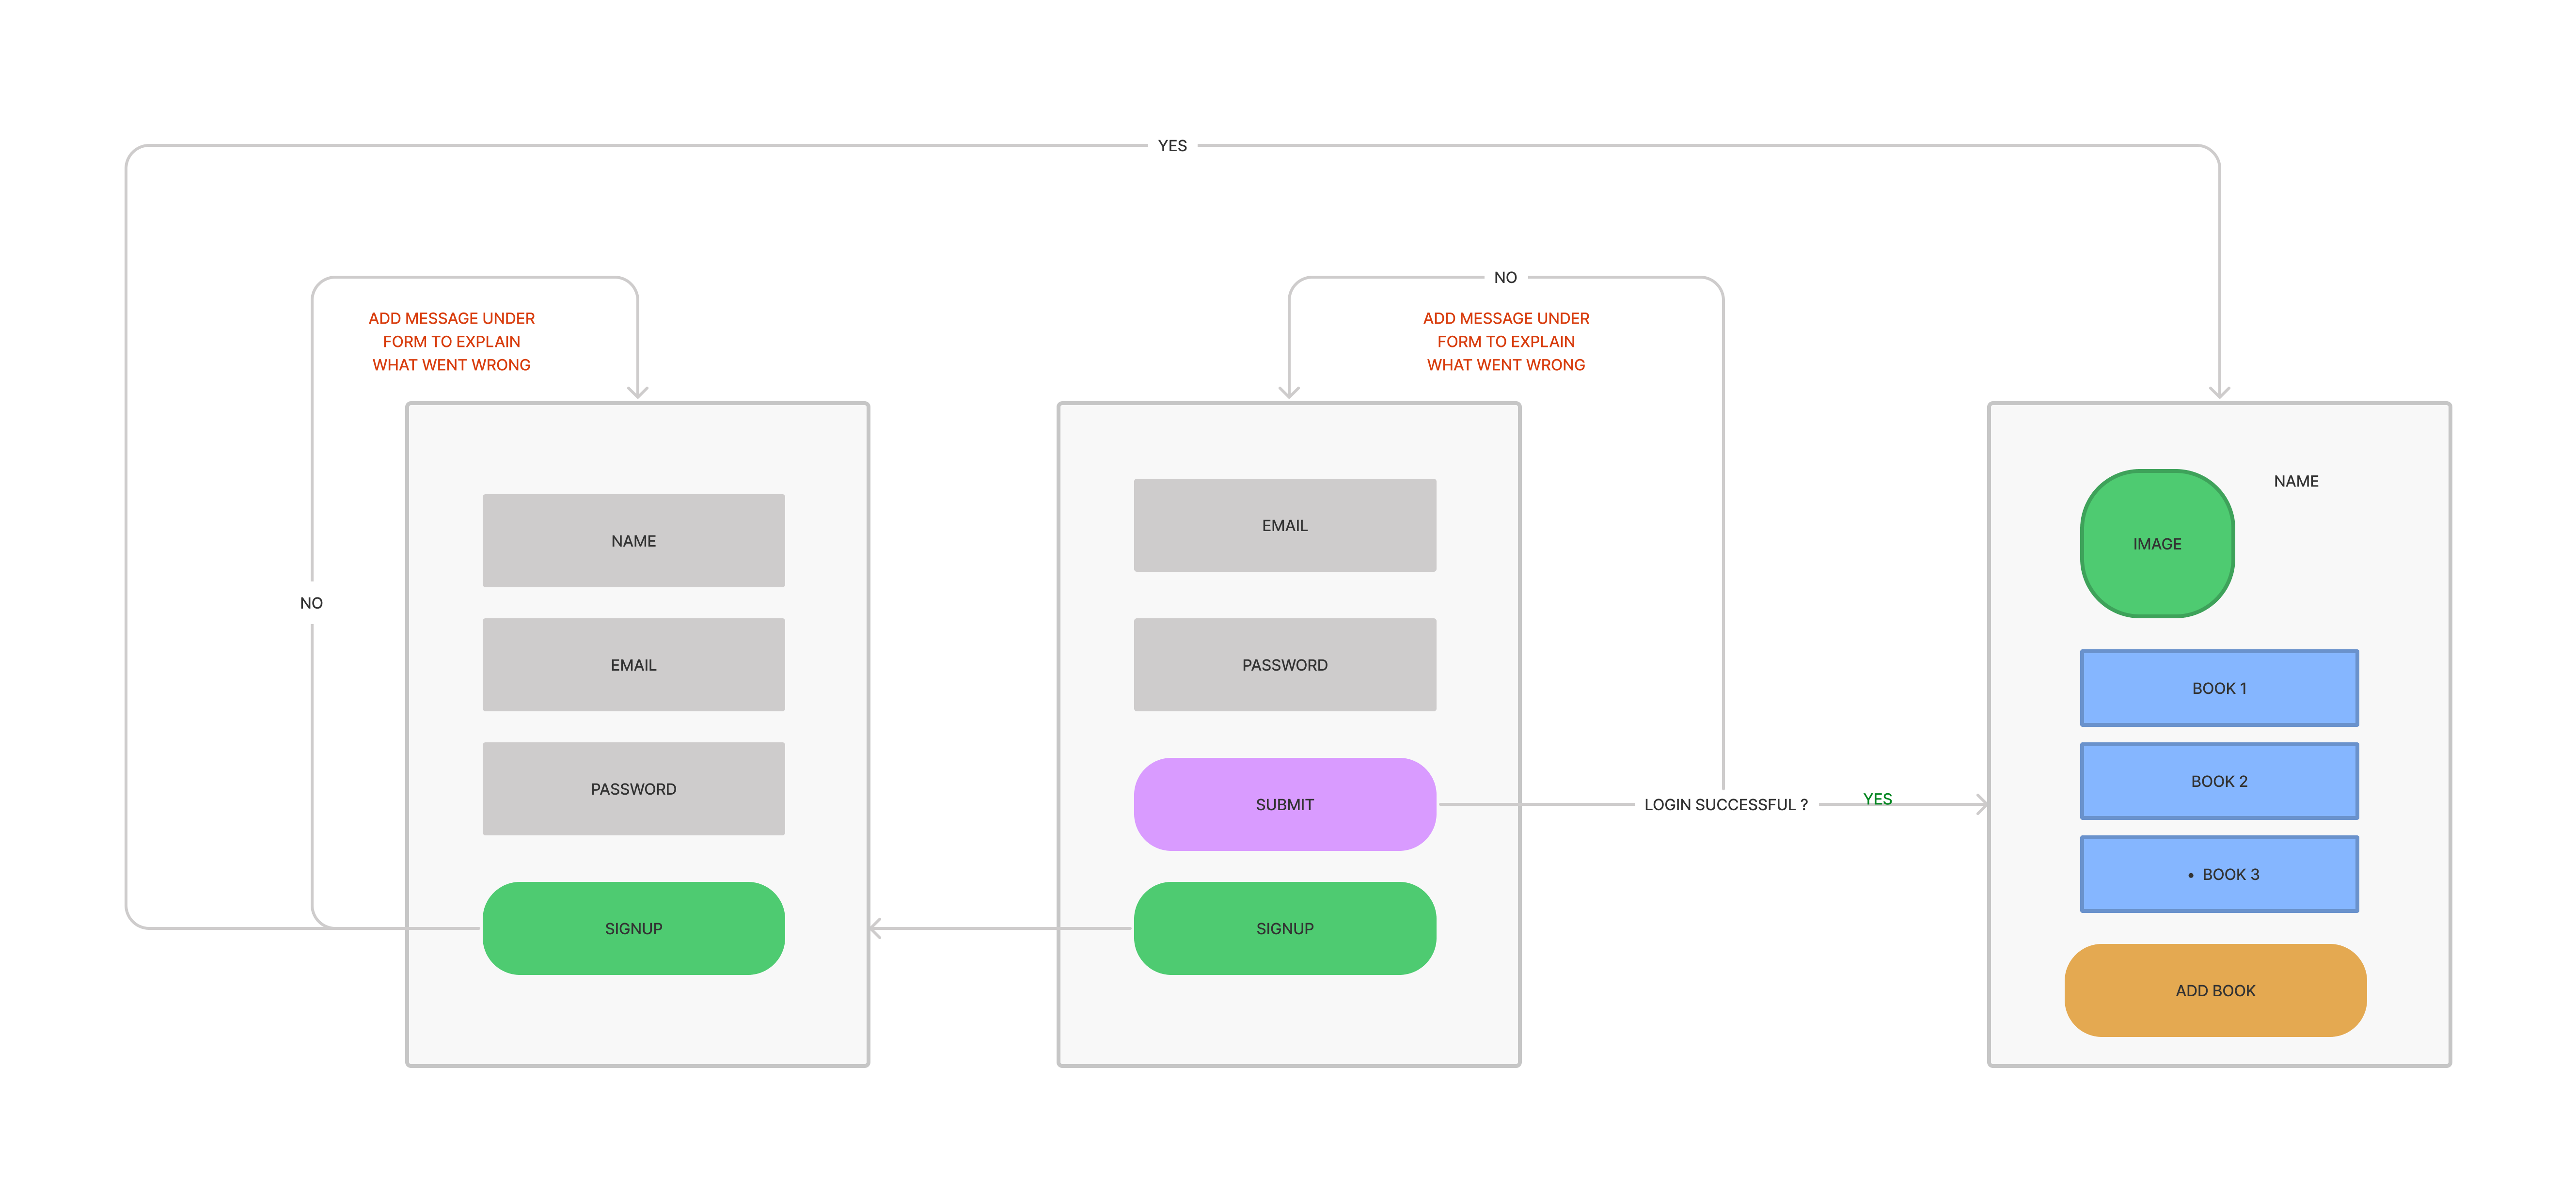 YES
NO
ADD MESSAGE UNDER
FORM TO EXPLAIN
WHAT WENT WRONG
ADD MESSAGE UNDER
FORM TO EXPLAIN
WHAT WENT WRONG
NO
NAME
EMAIL
PASSWORD
SIGNUP
EMAIL
PASSWORD
SUBMIT
SIGNUP
LOGIN SUCCESSFUL ?
YES
NAME
IMAGE
BOOK 1
BOOK 2
• BOOK 3
ADD BOOK